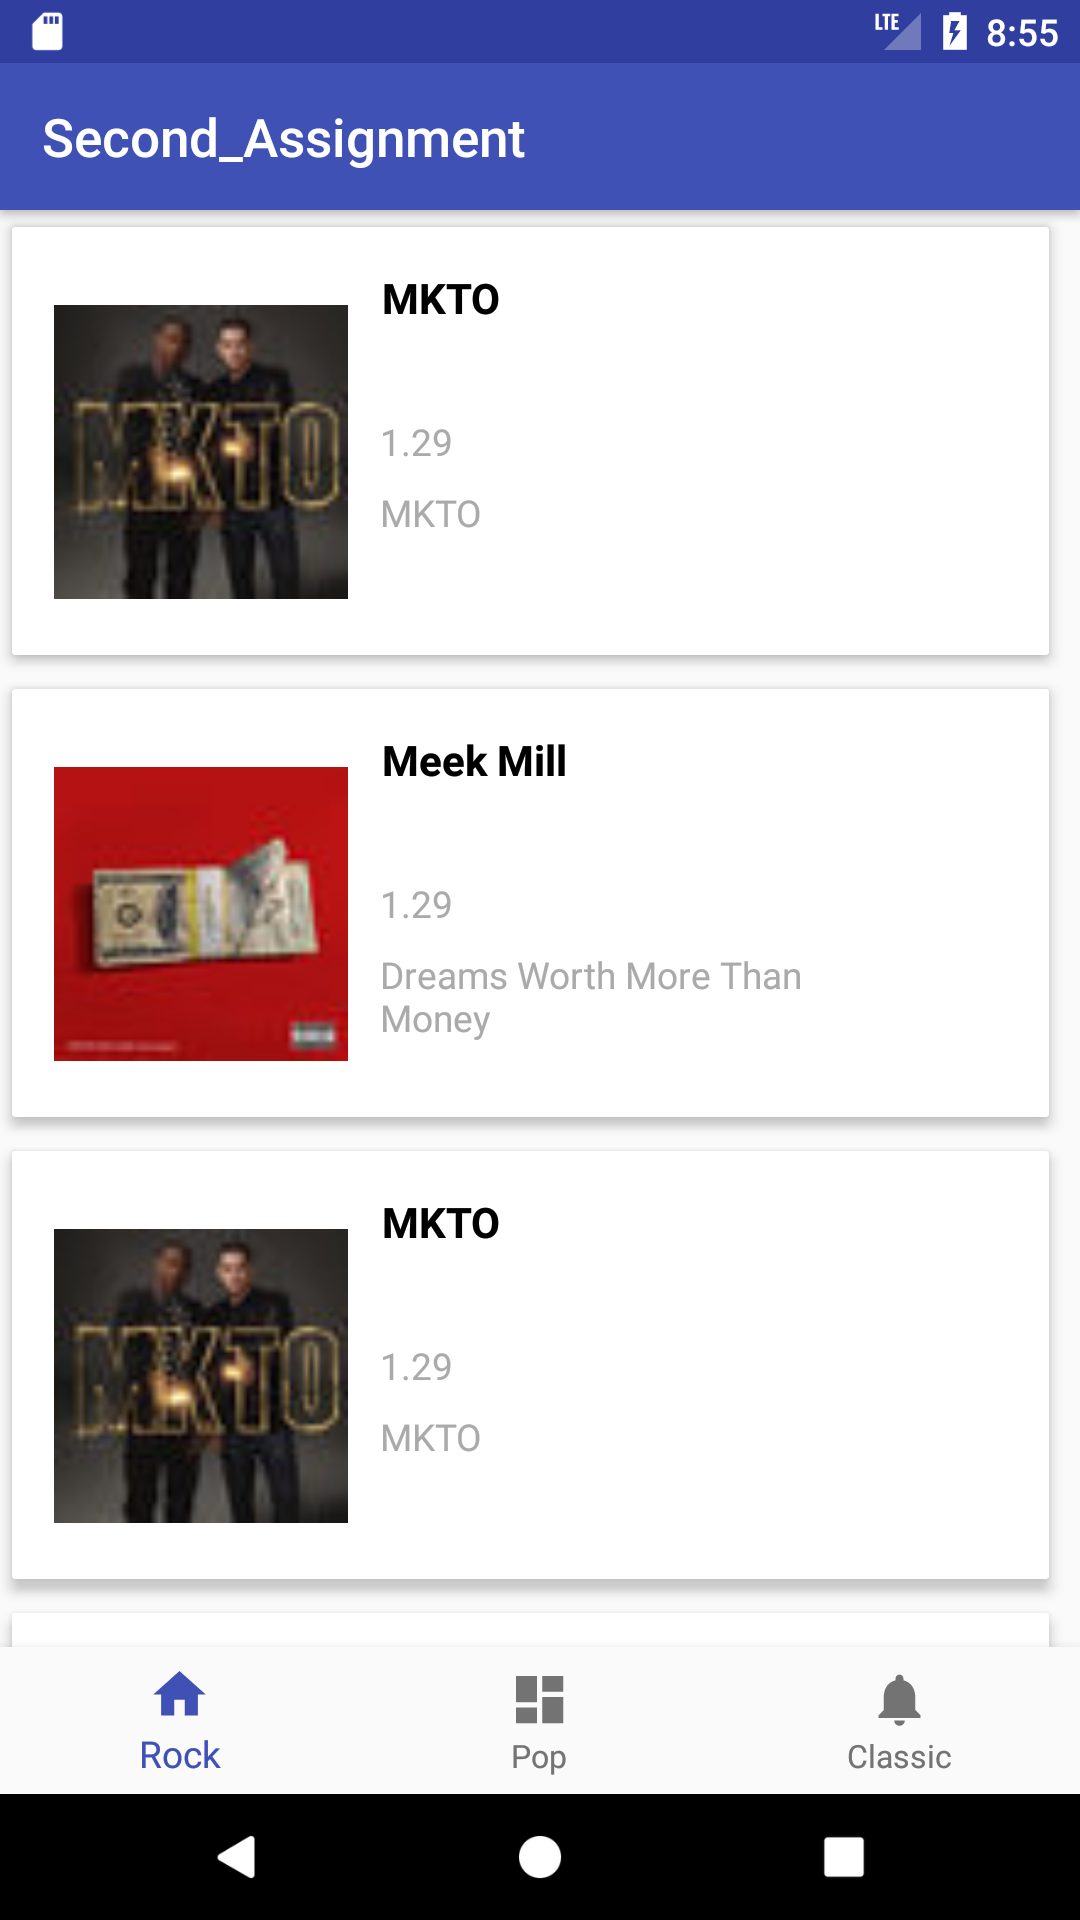 LTE 8:55
Second_Assignment
MKTO
MKTO
1.29
MKTO
Meek Mill
1.29
Dreams Worth More Than
Money
MKTO
MKTO
1.29
MKTO
Rock
Pop
Classic